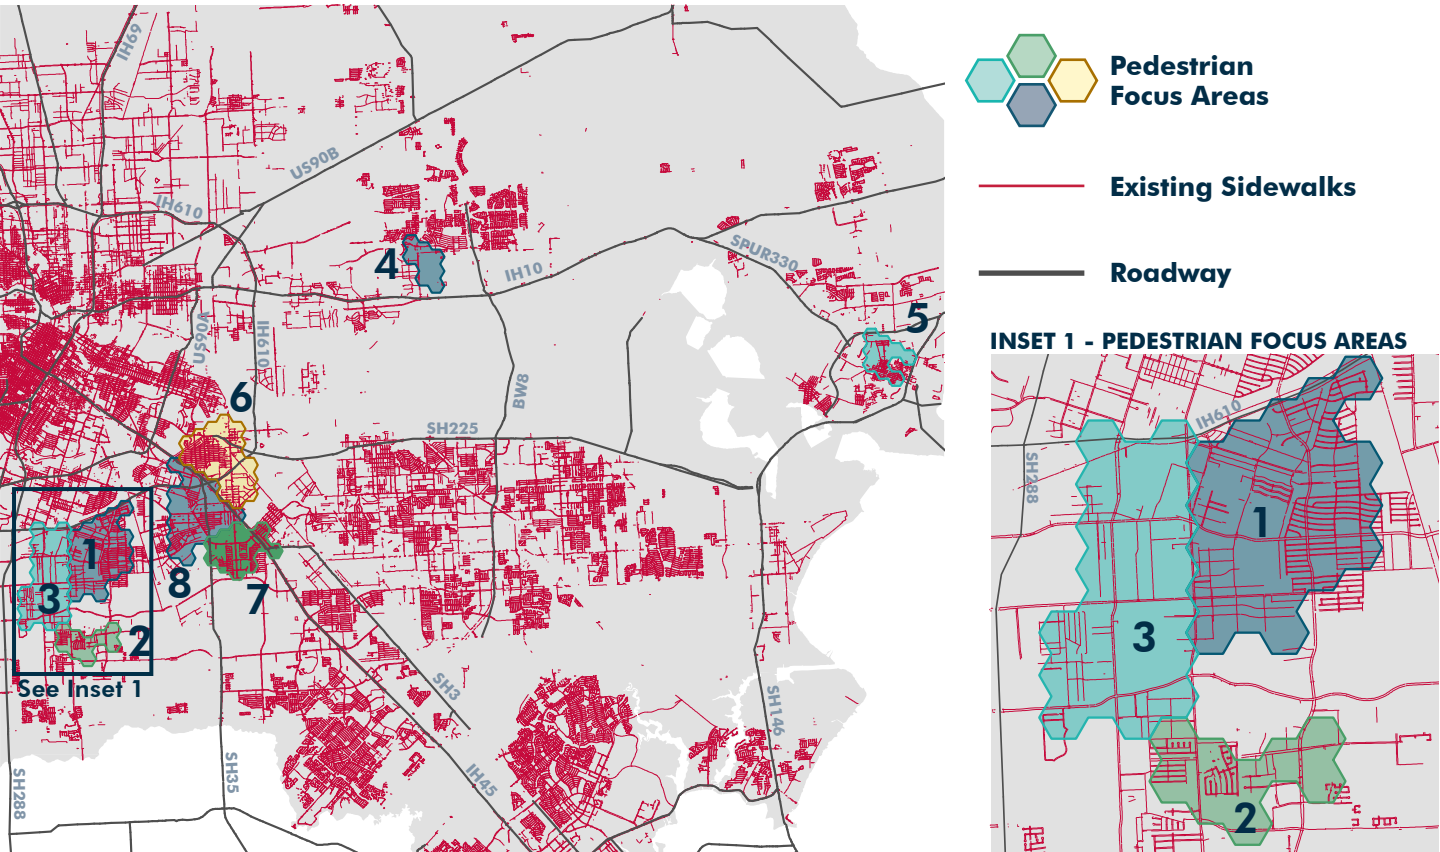 IH69
US90B
IH610
4
IH10
SPUR330
5
US90A
IH610
BW8
6
SH225
1
8
3
7
2
See Inset 1
SH3
SH146
SH35
IH45
SH288
Pedestrian
Focus Areas
Existing Sidewalks
Roadway
INSET 1 - PEDESTRIAN FOCUS AREAS
IH610
SH288
1
3
2